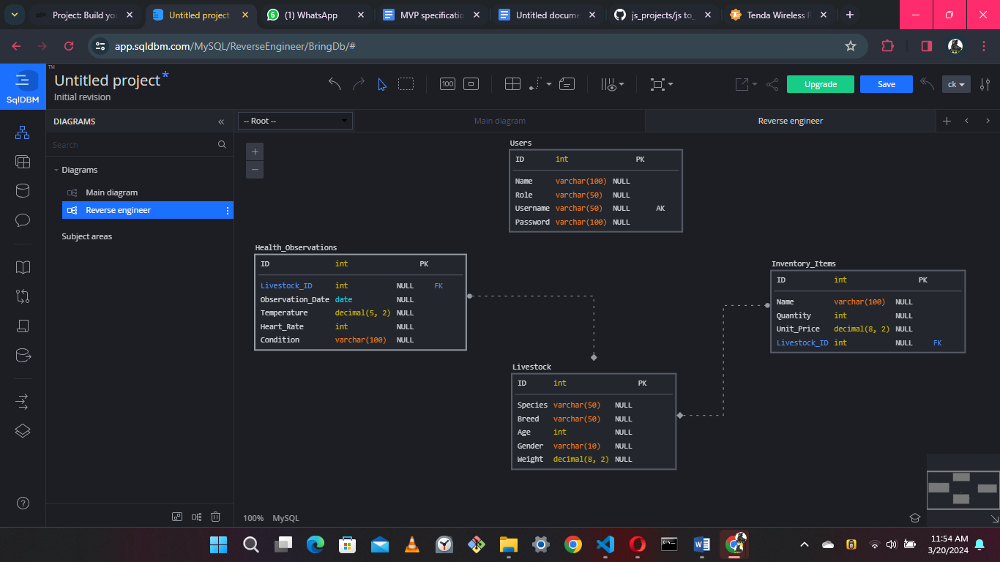 Project: Build you
Untitled project
(1) WhatsApp
MVP specificatio
Untitled docume
js_projects/js to_
Tenda Wireless R
app.sqldbm.com/MySQL/ReverseEngineer/BringDb/#
SqlDBM
TM
Untitled project*
Initial revision
100
Upgrade
Save
ck
DIAGRAMS
-- Root --
Main diagram
Reverse engineer
Search
Diagrams
Main diagram
Reverse engineer
Subject areas
Users
ID int PK
Name varchar(100) NULL
Role varchar(50) NULL
Username varchar(50) NULL AK
Password varchar(100) NULL
Health_Observations
ID int PK
Livestock_ID int NULL FK
Observation_Date date NULL
Temperature decimal(5, 2) NULL
Heart_Rate int NULL
Condition varchar(100) NULL
Inventory_Items
ID int PK
Name varchar(100) NULL
Quantity int NULL
Unit_Price decimal(8, 2) NULL
Livestock_ID int NULL FK
Livestock
ID int PK
Species varchar(50) NULL
Breed varchar(50) NULL
Age int NULL
Gender varchar(10) NULL
Weight decimal(8, 2) NULL
100% MySQL
11:54 AM
3/20/2024